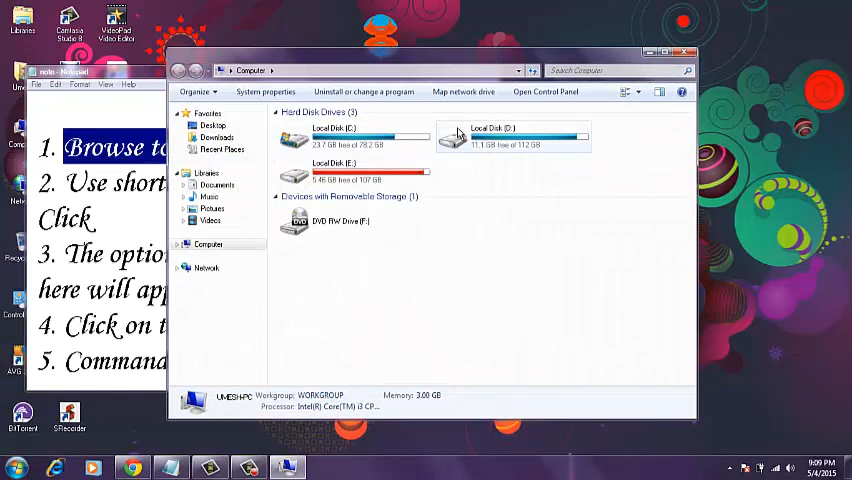 Libraries
Camtasia
Studio 8
VideoPad
Video Editor
note - Notepad
File Edit Format View Help
1. Browse to
2. Use short
Click
3. The option
here will app
4. Click on t
5. Command
Computer
Search Computer
Organize
System properties
Uninstall or change a program
Map network drive
Open Control Panel
Favorites
Desktop
Downloads
Recent Places
Libraries
Documents
Music
Pictures
Videos
Computer
Network
Hard Disk Drives (3)
Local Disk (C:)
23.7 GB free of 78.2 GB
Local Disk (D:)
11.1 GB free of 112 GB
Local Disk (E:)
5.46 GB free of 107 GB
Devices with Removable Storage (1)
DVD RW Drive (F:)
UMESH-PC
Workgroup: WORKGROUP
Memory: 3.00 GB
Processor: Intel(R) Core(TM) i3 CP...
BitTorrent
SRecorder
9:09 PM
5/4/2015